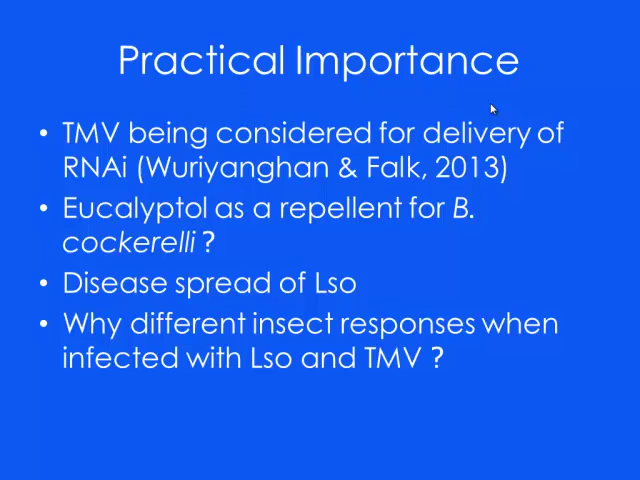 Practical Importance
• TMV being considered for delivery of
RNAi (Wuriyanghan & Falk, 2013)
• Eucalyptol as a repellent for B.
cockerelli ?
• Disease spread of Lso
• Why different insect responses when
infected with Lso and TMV ?